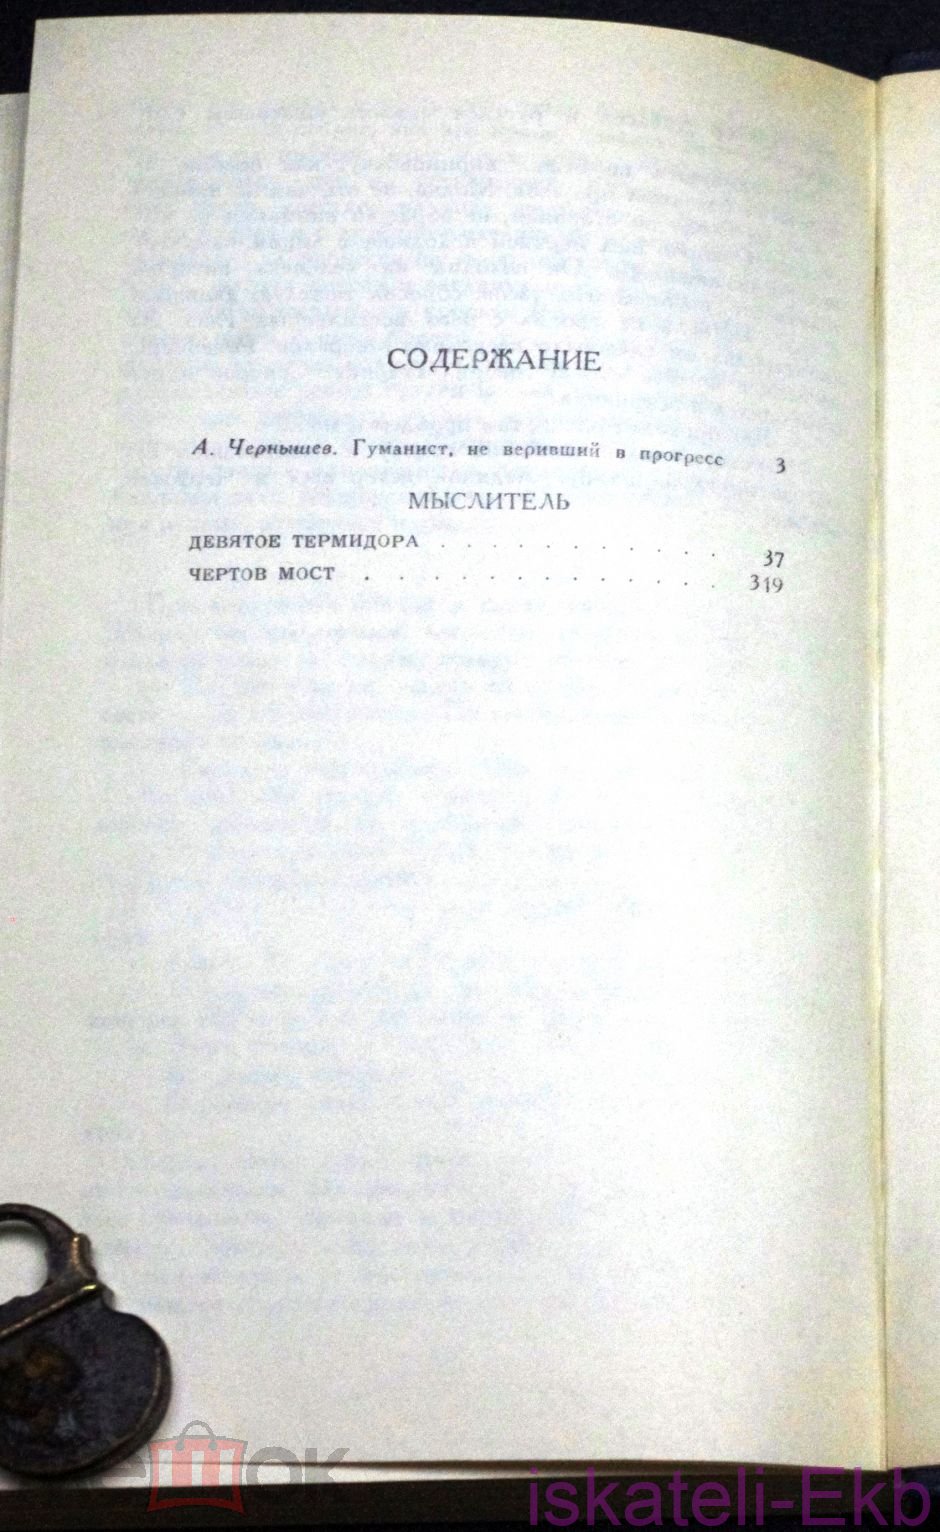 СОДЕРЖАНИЕ
А. Чернышев. Гуманист, не веривший в прогресс 3
МЫСЛИТЕЛЬ
ДЕВЯТОЕ ТЕРМИДОРА . . . . . . . . . . . . 37
ЧЕРТОВ МОСТ . . . . . . . . . . . . . . 319
iskateli-Ekb